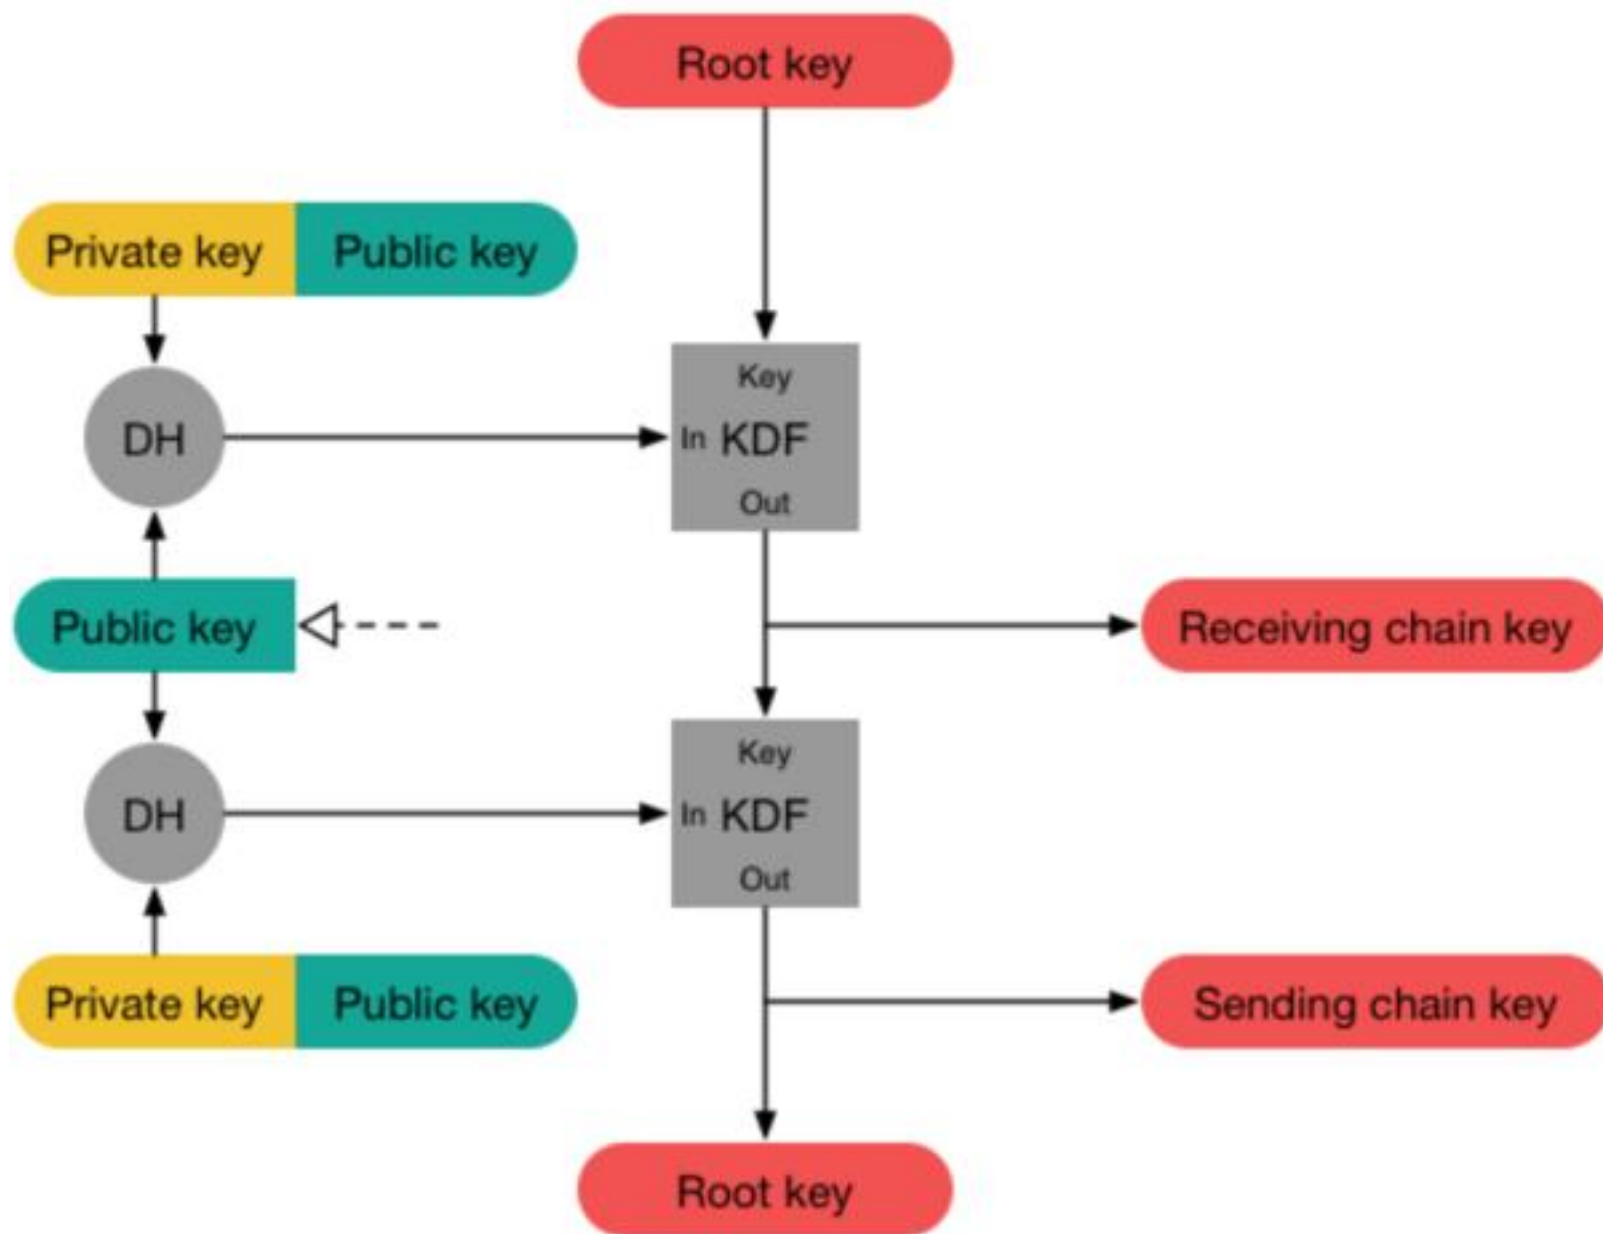 Root key
Private key Public key
Key
DH
In KDF
Out
Public key
Receiving chain key
Key
DH
In KDF
Out
Private key Public key
Sending chain key
Root key